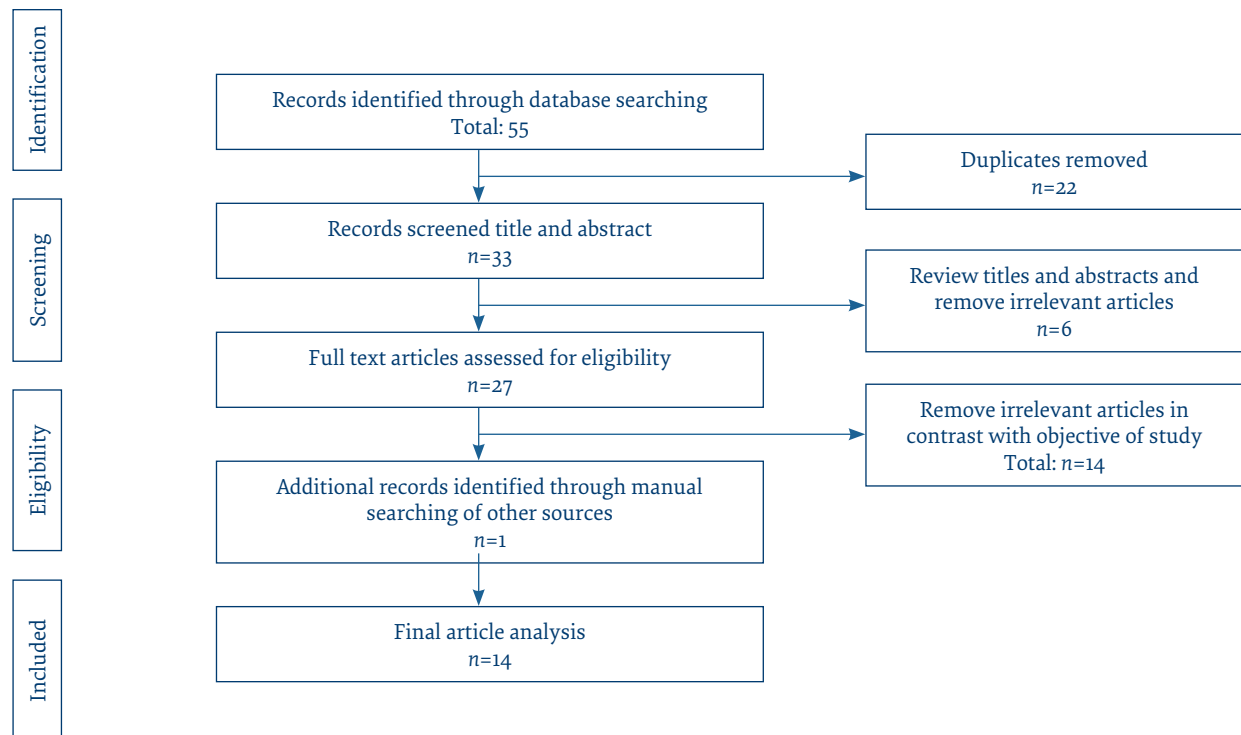 Identification
Records identified through database searching
Total: 55
Duplicates removed
n=22
Screening
Records screened title and abstract
n=33
Review titles and abstracts and
remove irrelevant articles
n=6
Full text articles assessed for eligibility
n=27
Eligibility
Remove irrelevant articles in
contrast with objective of study
Total: n=14
Additional records identified through manual
searching of other sources
n=1
Included
Final article analysis
n=14